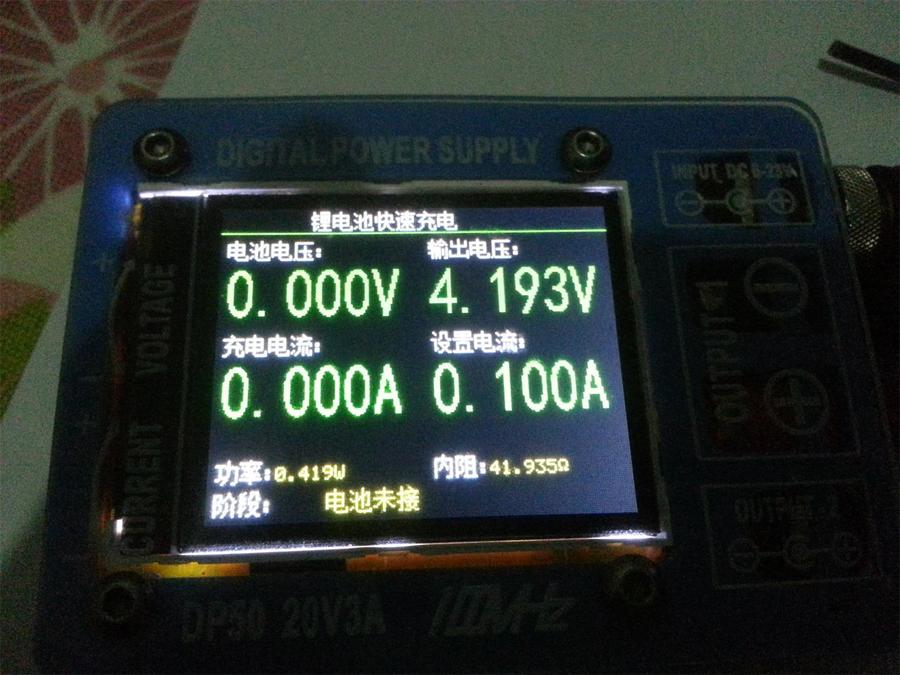 DIGITAL POWER SUPPLY
INPUT DC 6-23V
锂电池快速充电
电池电压: 输出电压:
0.000V 4.193V
充电电流: 设置电流:
0.000A 0.100A
功率:0.419W 内阻:41.935Ω
阶段: 电池未接
CURRENT VOLTAGE
OUTPUT
OUTPUT
DP50 20V3A